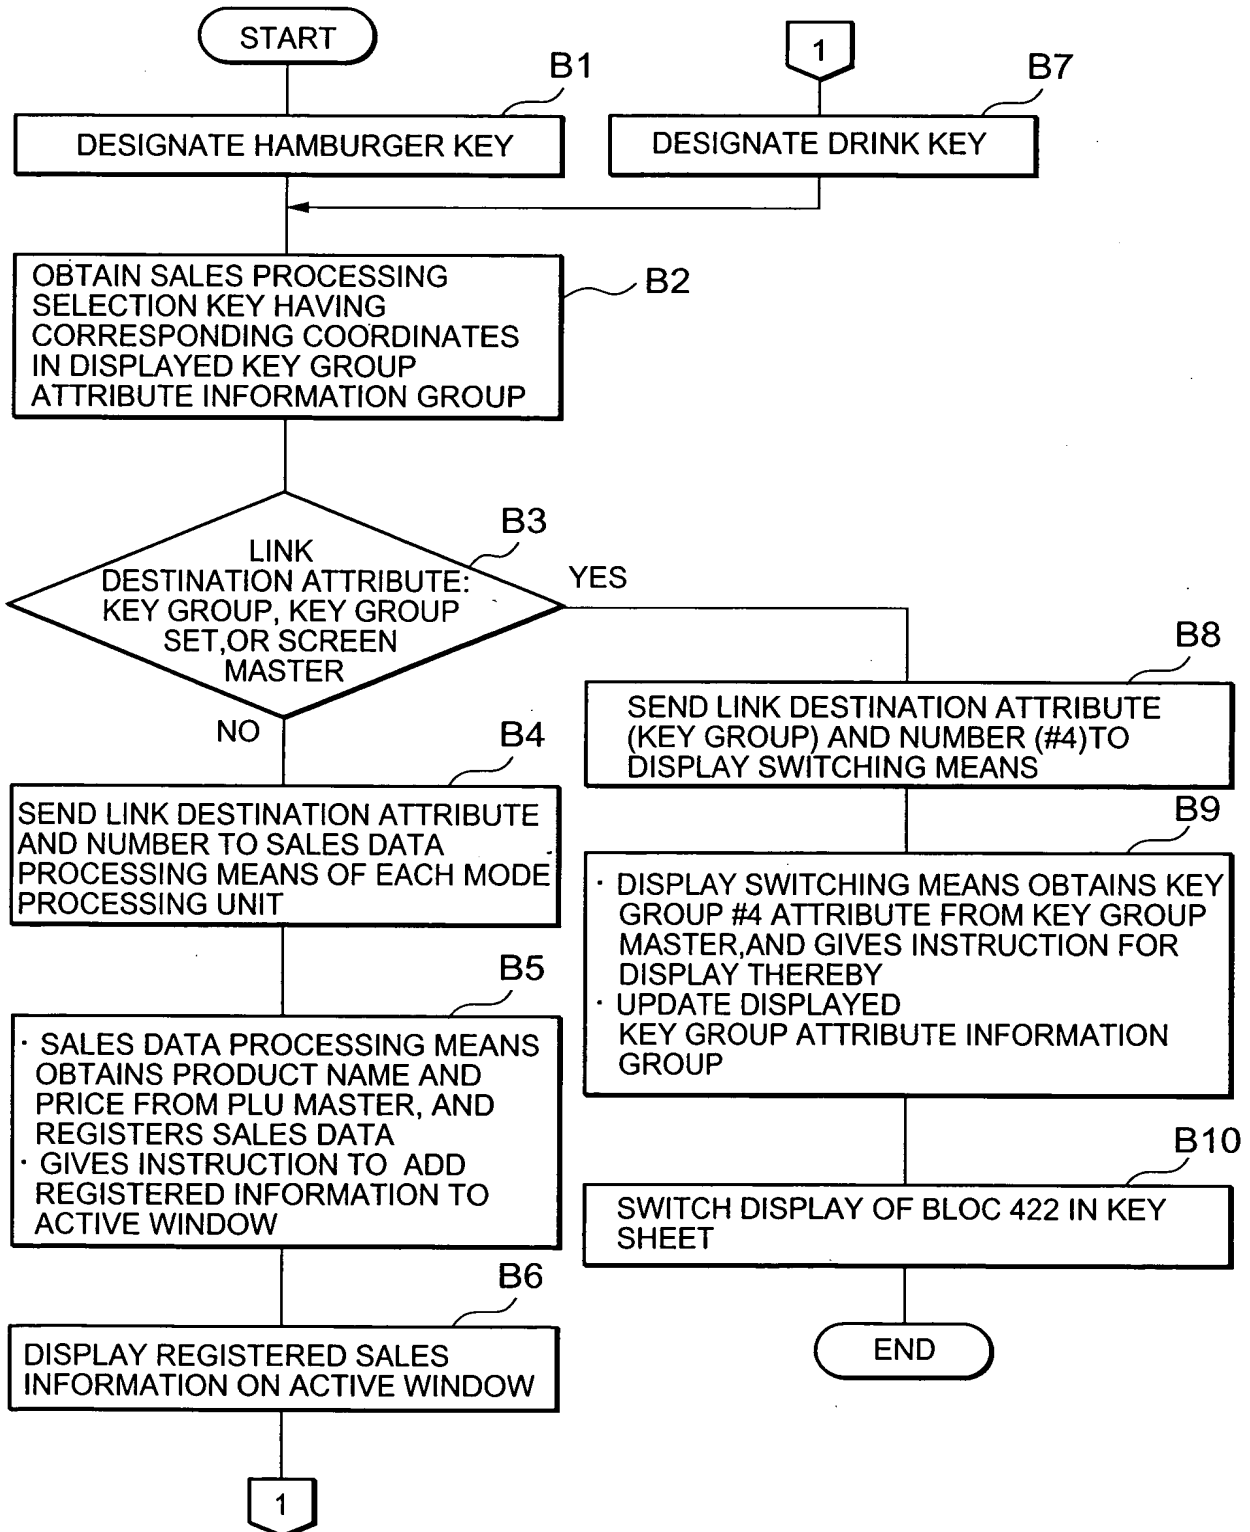 START
B1
DESIGNATE HAMBURGER KEY
1
B7
DESIGNATE DRINK KEY
B2
OBTAIN SALES PROCESSING
SELECTION KEY HAVING
CORRESPONDING COORDINATES
IN DISPLAYED KEY GROUP
ATTRIBUTE INFORMATION GROUP
B3
LINK
DESTINATION ATTRIBUTE:
KEY GROUP, KEY GROUP
SET,OR SCREEN
MASTER
YES
NO
B4
SEND LINK DESTINATION ATTRIBUTE
AND NUMBER TO SALES DATA
PROCESSING MEANS OF EACH MODE
PROCESSING UNIT
B5
· SALES DATA PROCESSING MEANS
OBTAINS PRODUCT NAME AND
PRICE FROM PLU MASTER, AND
REGISTERS SALES DATA
· GIVES INSTRUCTION TO ADD
REGISTERED INFORMATION TO
ACTIVE WINDOW
B6
DISPLAY REGISTERED SALES
INFORMATION ON ACTIVE WINDOW
1
B8
SEND LINK DESTINATION ATTRIBUTE
(KEY GROUP) AND NUMBER (#4)TO
DISPLAY SWITCHING MEANS
B9
· DISPLAY SWITCHING MEANS OBTAINS KEY
GROUP #4 ATTRIBUTE FROM KEY GROUP
MASTER,AND GIVES INSTRUCTION FOR
DISPLAY THEREBY
· UPDATE DISPLAYED
KEY GROUP ATTRIBUTE INFORMATION
GROUP
B10
SWITCH DISPLAY OF BLOC 422 IN KEY
SHEET
END